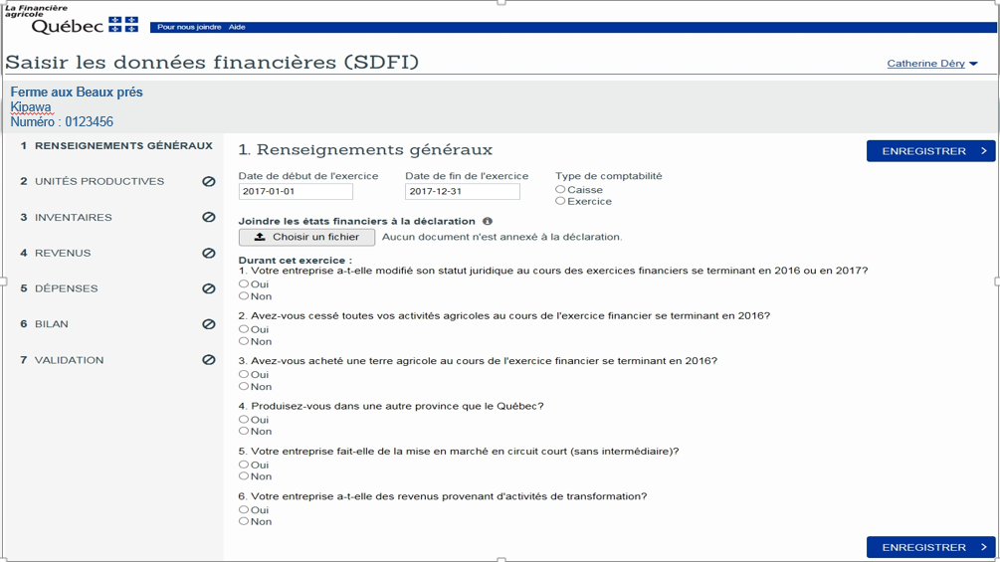 La Financière
agricole
Québec
Pour nous joindre Aide
Saisir les données financières (SDFI)
Catherine Déry
Ferme aux Beaux prés
Kipawa
Numéro : 0123456
1 RENSEIGNEMENTS GÉNÉRAUX
2 UNITÉS PRODUCTIVES
3 INVENTAIRES
4 REVENUS
5 DÉPENSES
6 BILAN
7 VALIDATION
1. Renseignements généraux
ENREGISTRER >
Date de début de l'exercice
2017-01-01
Date de fin de l'exercice
2017-12-31
Type de comptabilité
Caisse
Exercice
Joindre les états financiers à la déclaration
Choisir un fichier
Aucun document n'est annexé à la déclaration.
Durant cet exercice :
1. Votre entreprise a-t-elle modifié son statut juridique au cours des exercices financiers se terminant en 2016 ou en 2017?
Oui
Non
2. Avez-vous cessé toutes vos activités agricoles au cours de l'exercice financier se terminant en 2016?
Oui
Non
3. Avez-vous acheté une terre agricole au cours de l'exercice financier se terminant en 2016?
Oui
Non
4. Produisez-vous dans une autre province que le Québec?
Oui
Non
5. Votre entreprise fait-elle de la mise en marché en circuit court (sans intermédiaire)?
Oui
Non
6. Votre entreprise a-t-elle des revenus provenant d'activités de transformation?
Oui
Non
ENREGISTRER >